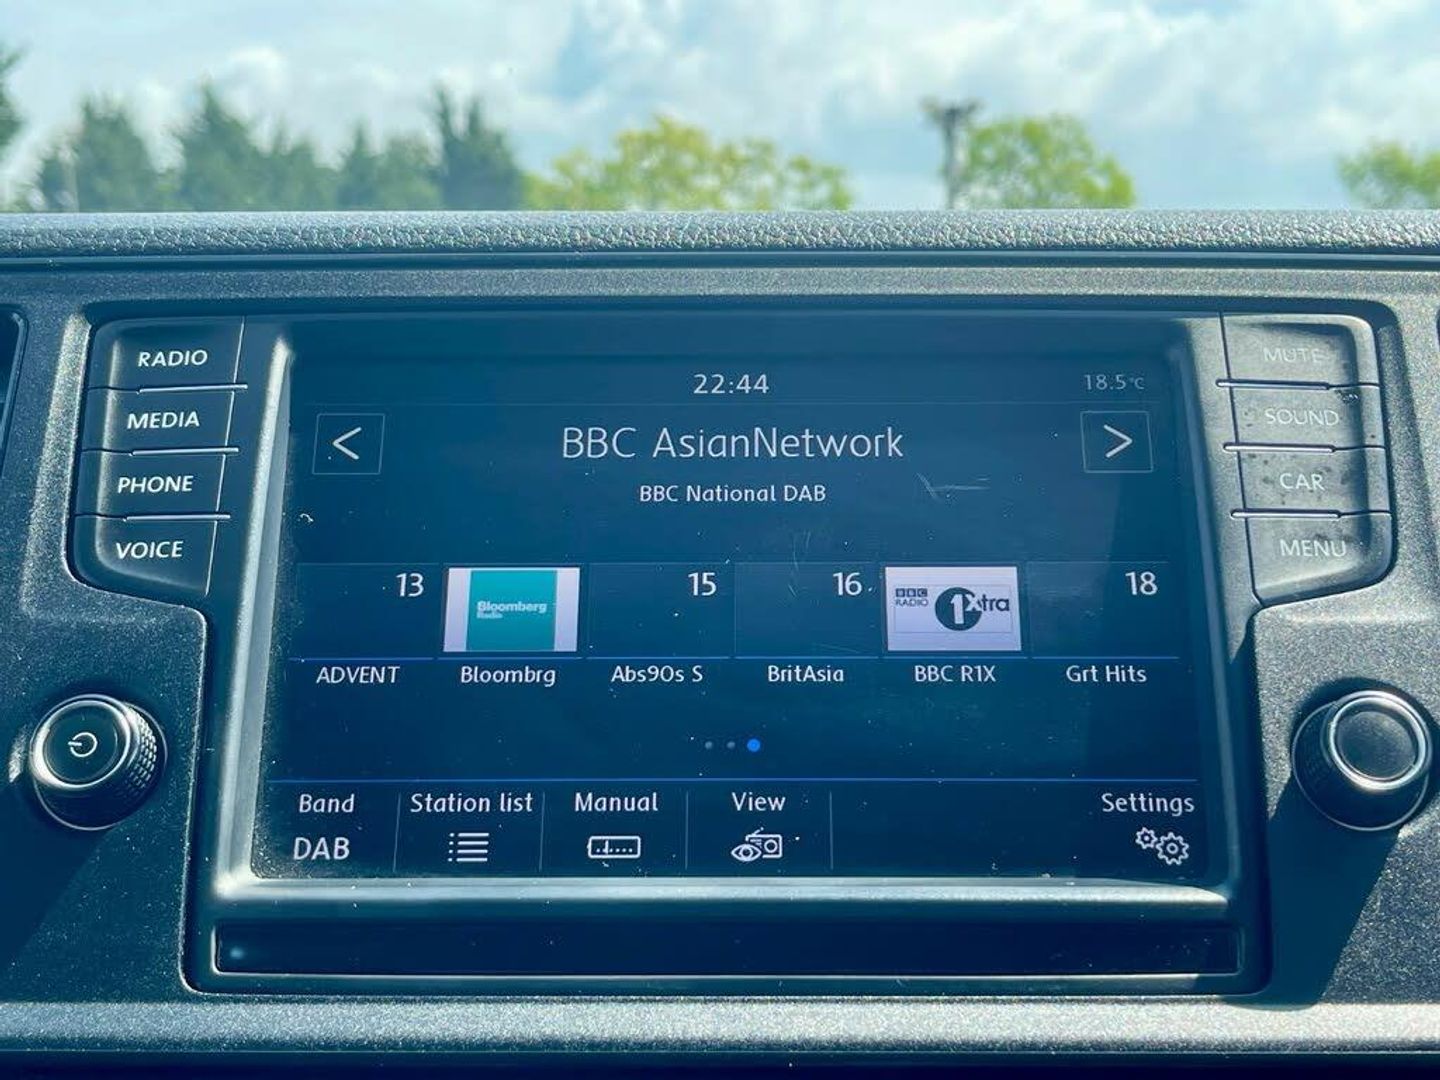 RADIO
MEDIA
PHONE
VOICE
22:44
18.5°C
<
BBC AsianNetwork
>
BBC National DAB
13
Bloomberg
Radio
15
16
BBC
RADIO
1Xtra
18
ADVENT
Bloombrg
Abs90s S
BritAsia
BBC R1X
Grt Hits
Band
DAB
Station list
Manual
View
Settings
MUTE
SOUND
CAR
MENU